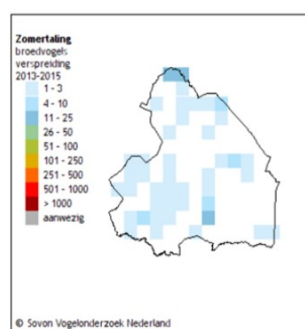 Zomertaling
broedvogels
verspreiding
2013-2015
1 - 3
4 - 10
11 - 25
26 - 50
51 - 100
101 - 250
251 - 500
501 - 1000
> 1000
aanwezig
© Sovon Vogelonderzoek Nederland